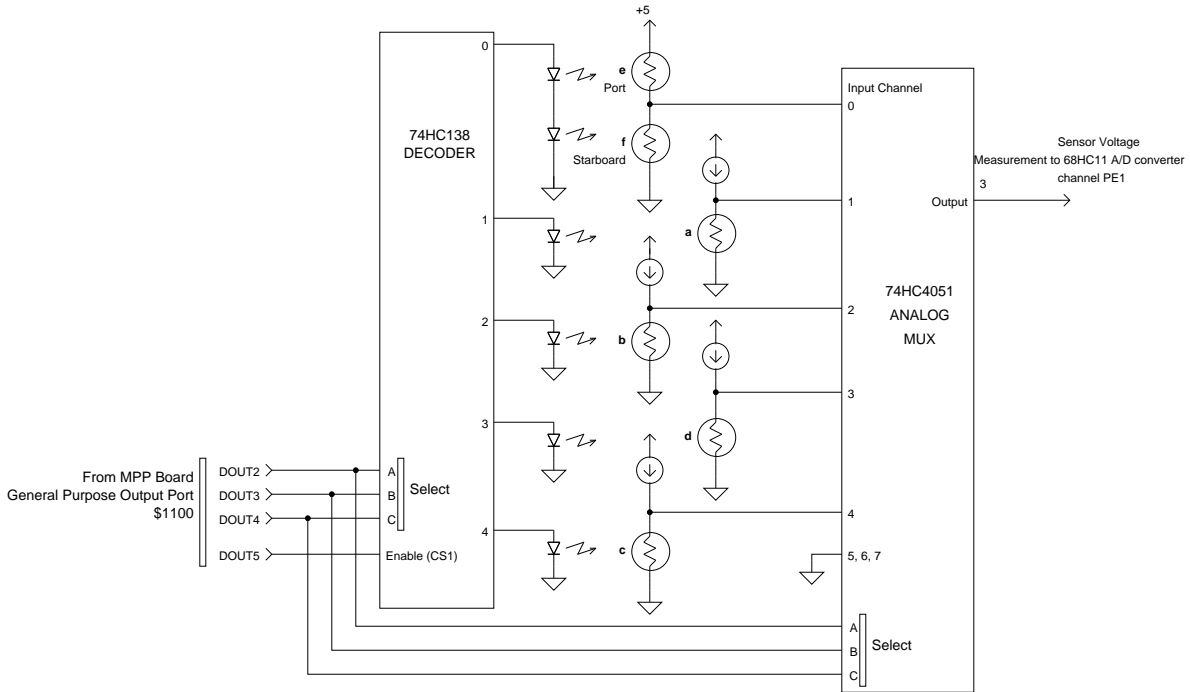 +5
0
e
Port
Input Channel
0
74HC138
DECODER
f
Starboard
Sensor Voltage
Measurement to 68HC11 A/D converter
channel PE1
3
Output
1
1
a
74HC4051
ANALOG
MUX
2
2
b
3
3
d
From MPP Board
General Purpose Output Port
$1100
DOUT2
DOUT3
DOUT4
DOUT5
A
B
C
Select
Enable (CS1)
4
4
c
5, 6, 7
A
B
C
Select